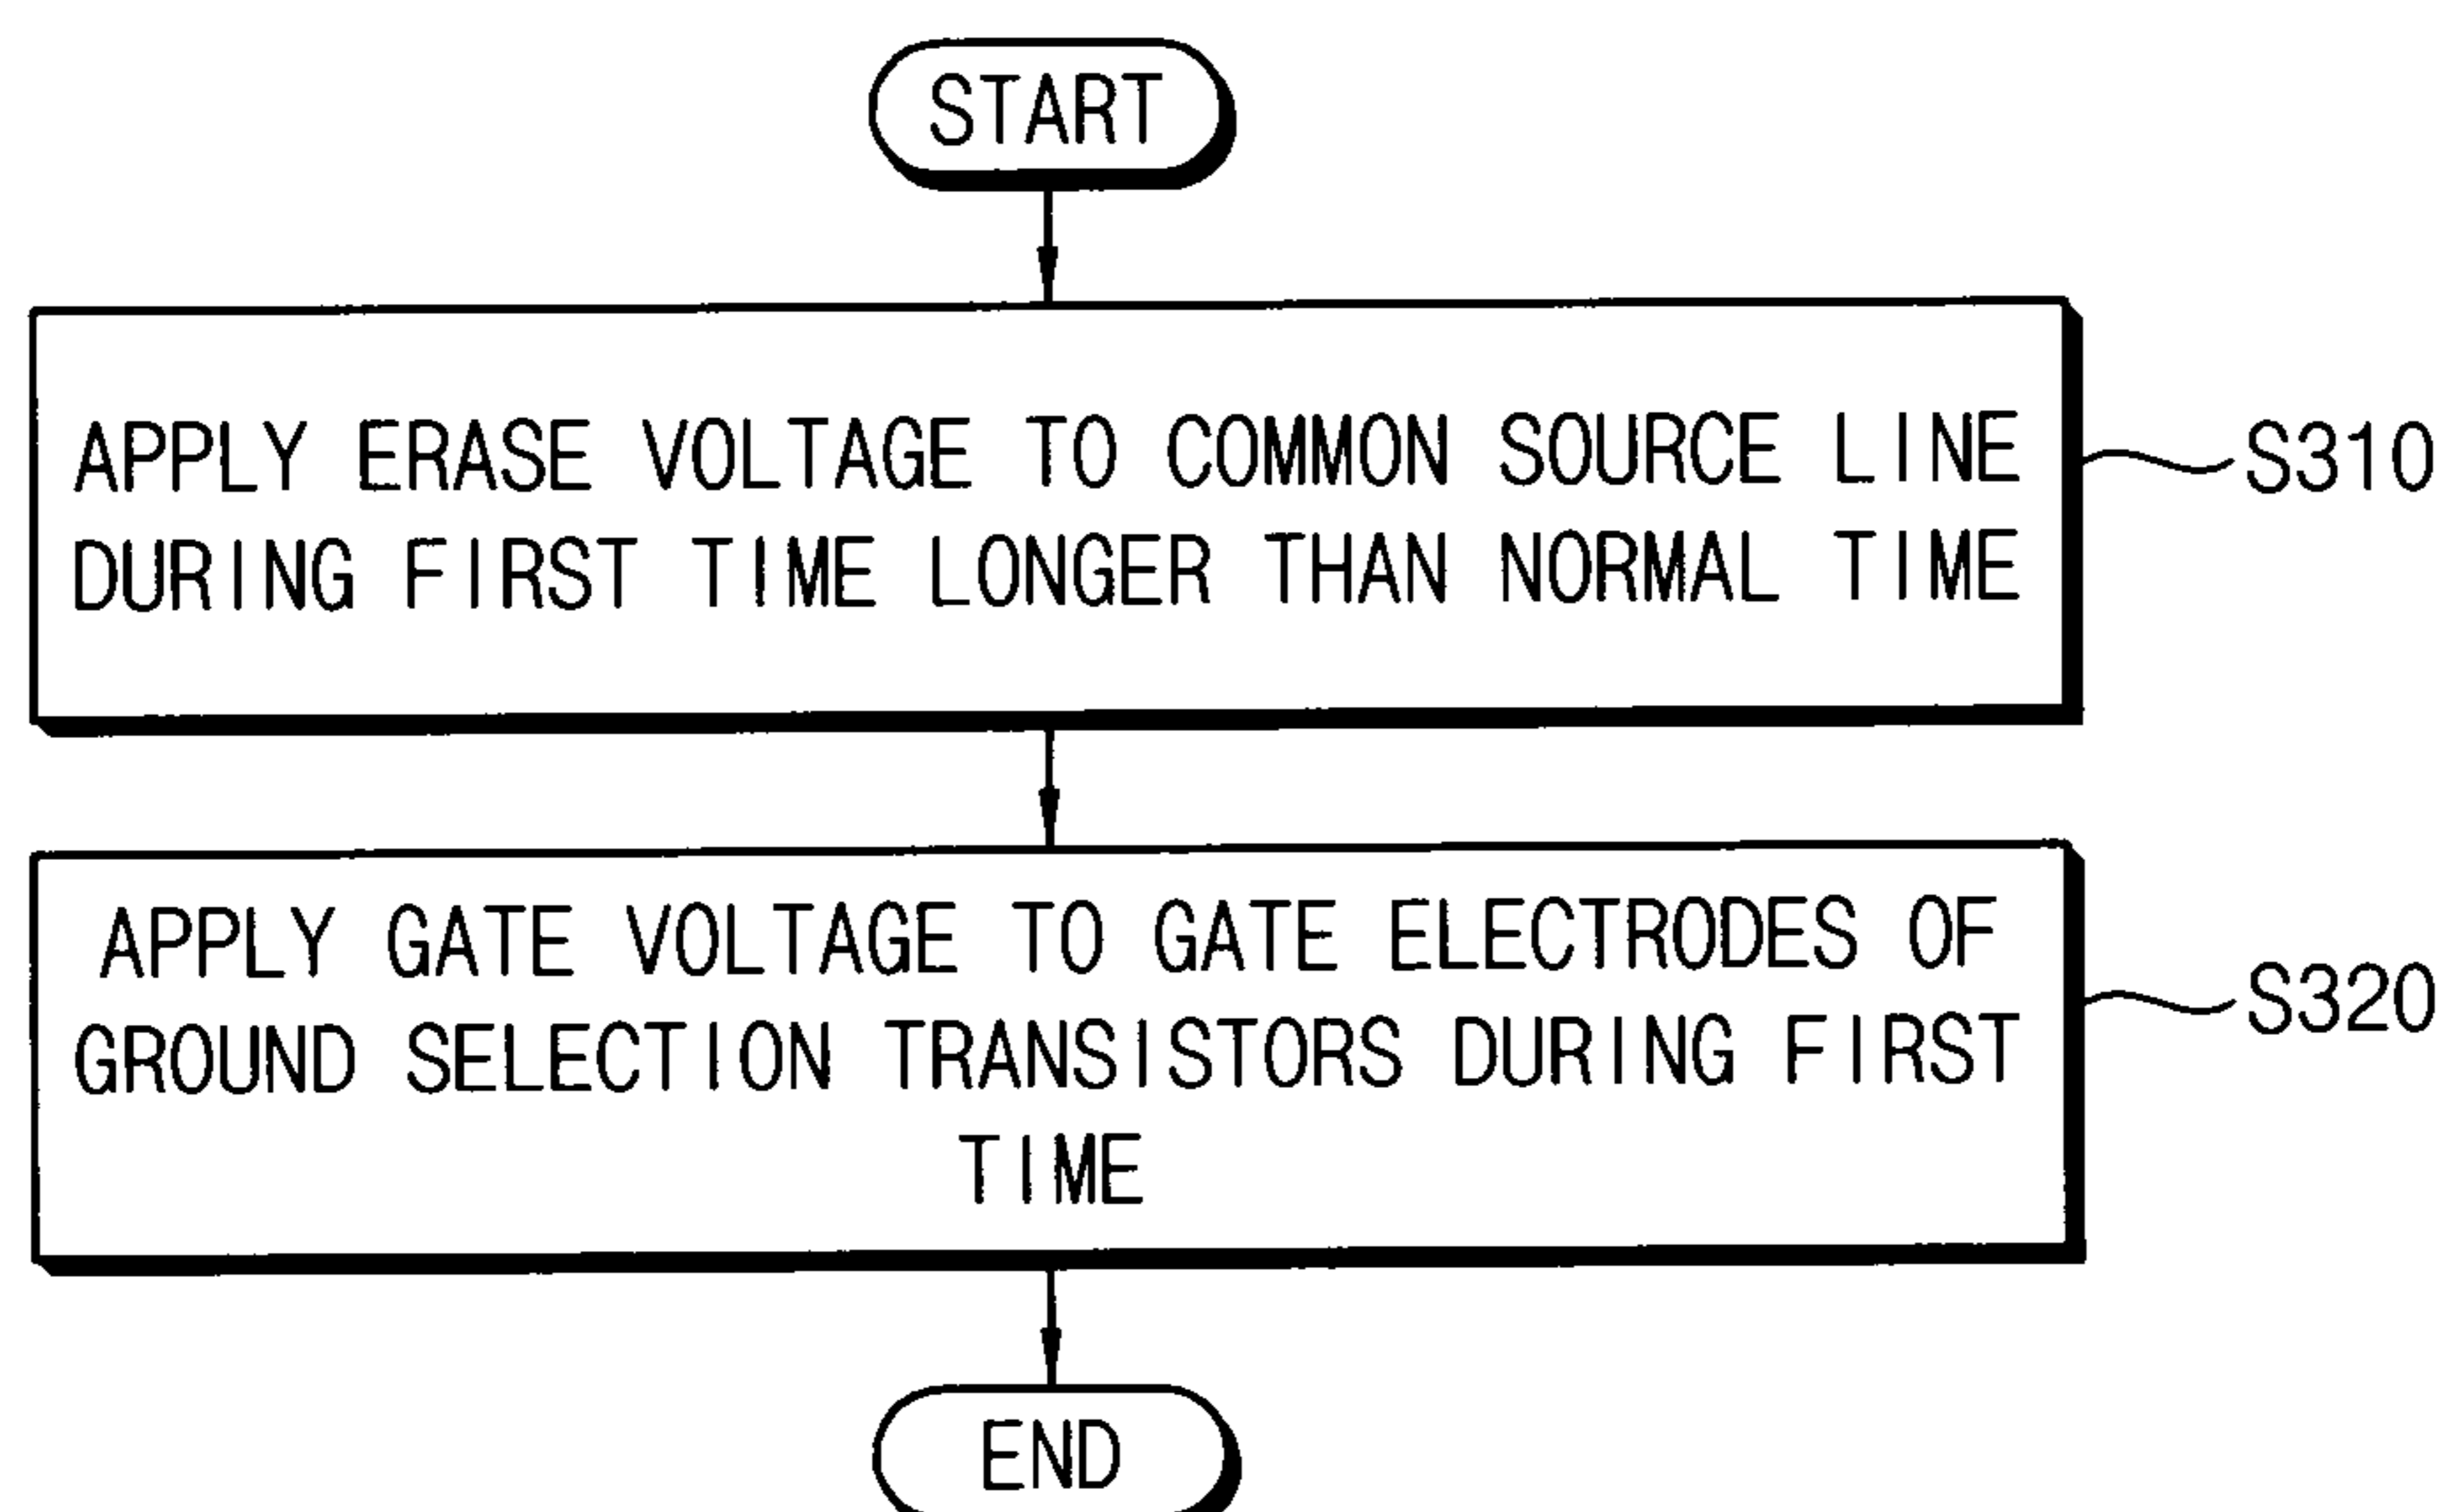 START
APPLY ERASE VOLTAGE TO COMMON SOURCE LINE
DURING FIRST TIME LONGER THAN NORMAL TIME
S310
APPLY GATE VOLTAGE TO GATE ELECTRODES OF
GROUND SELECTION TRANSISTORS DURING FIRST
TIME
S320
END